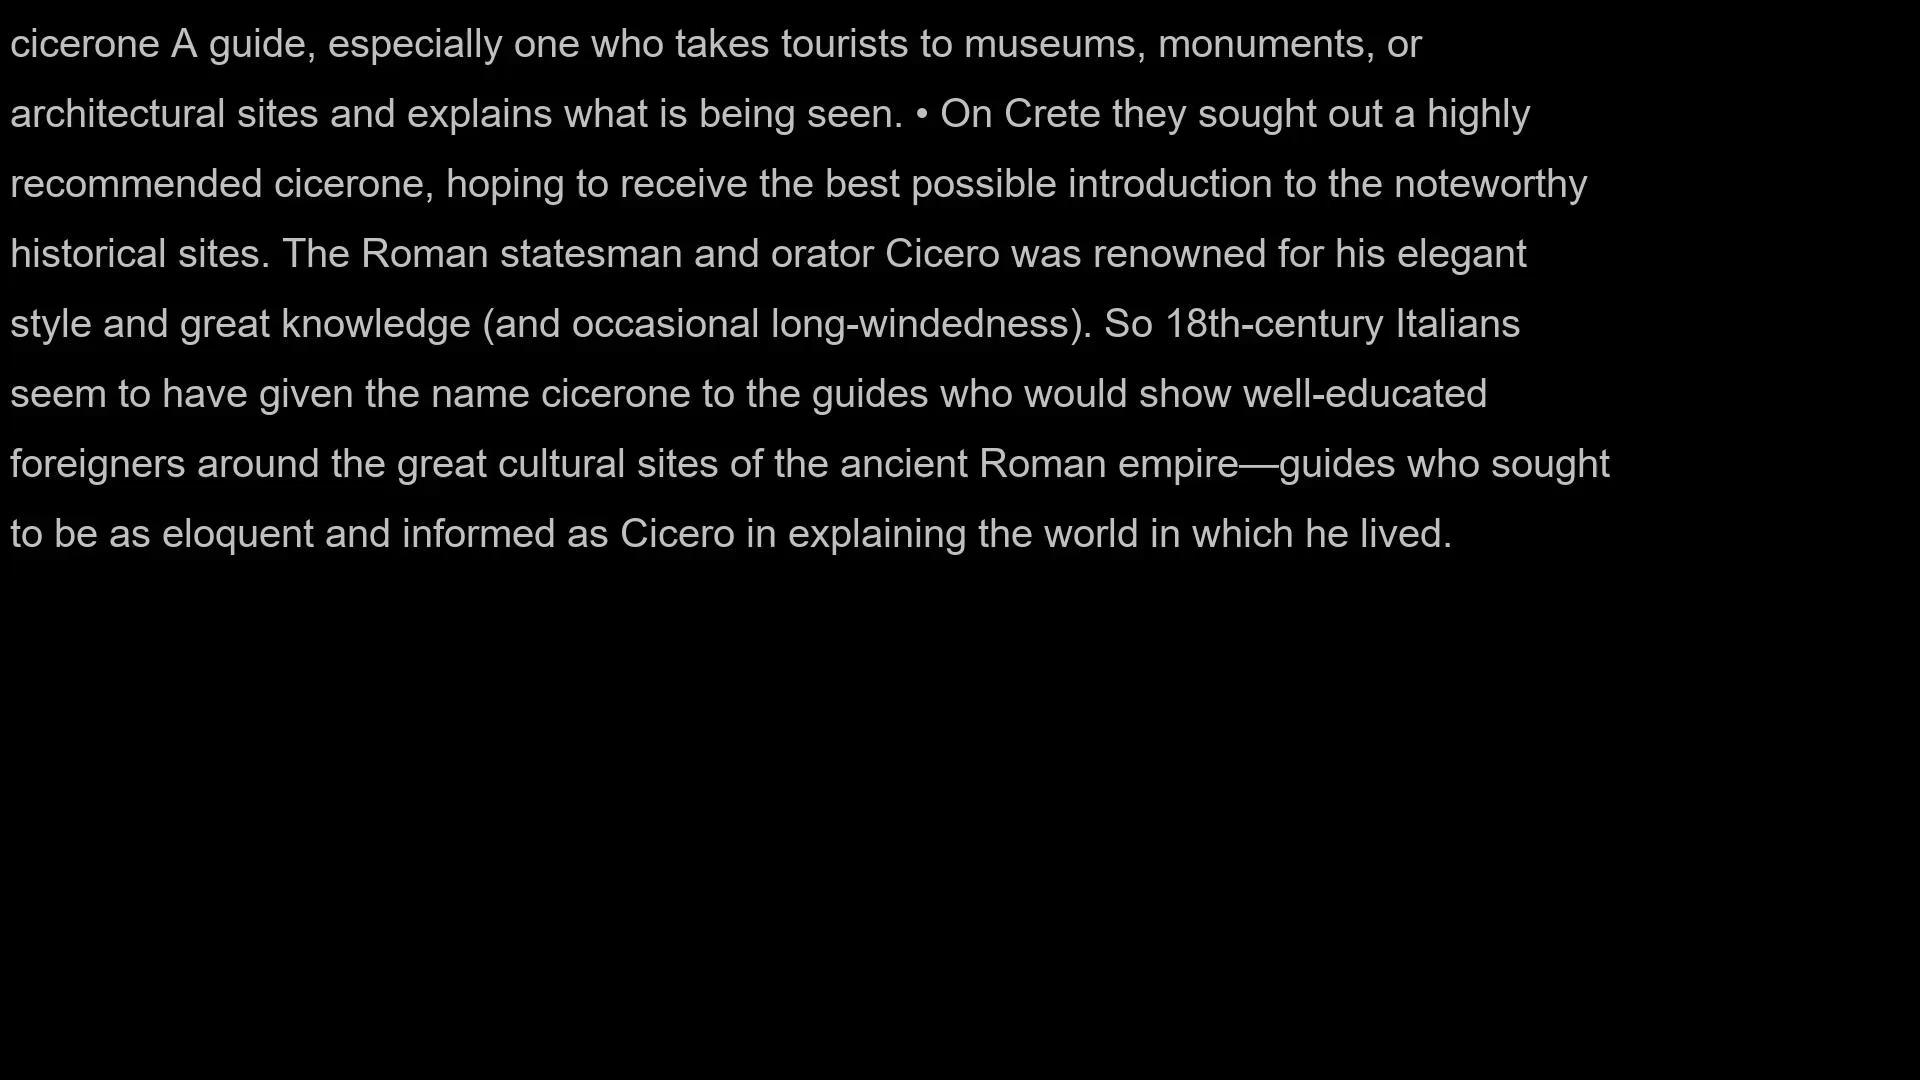 cicerone A guide, especially one who takes tourists to museums, monuments, or
architectural sites and explains what is being seen. • On Crete they sought out a highly
recommended cicerone, hoping to receive the best possible introduction to the noteworthy
historical sites. The Roman statesman and orator Cicero was renowned for his elegant
style and great knowledge (and occasional long-windedness). So 18th-century Italians
seem to have given the name cicerone to the guides who would show well-educated
foreigners around the great cultural sites of the ancient Roman empire—guides who sought
to be as eloquent and informed as Cicero in explaining the world in which he lived.